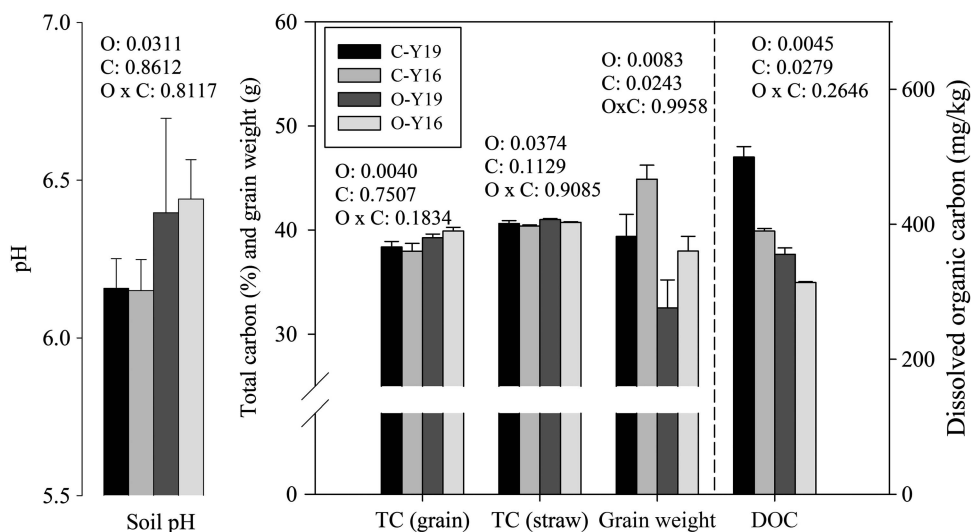 7.0
6.5
6.0
5.5
pH
O: 0.0311
C: 0.8612
O x C: 0.8117
Soil pH
Total carbon (%) and grain weight (g)
60
50
40
30
0
C-Y19
C-Y16
O-Y19
O-Y16
O: 0.0040
C: 0.7507
O x C: 0.1834
O: 0.0374
C: 0.1129
O x C: 0.9085
O: 0.0083
C: 0.0243
OxC: 0.9958
O: 0.0045
C: 0.0279
O x C: 0.2646
TC (grain)
TC (straw)
Grain weight
DOC
600
400
200
0
Dissolved organic carbon (mg/kg)